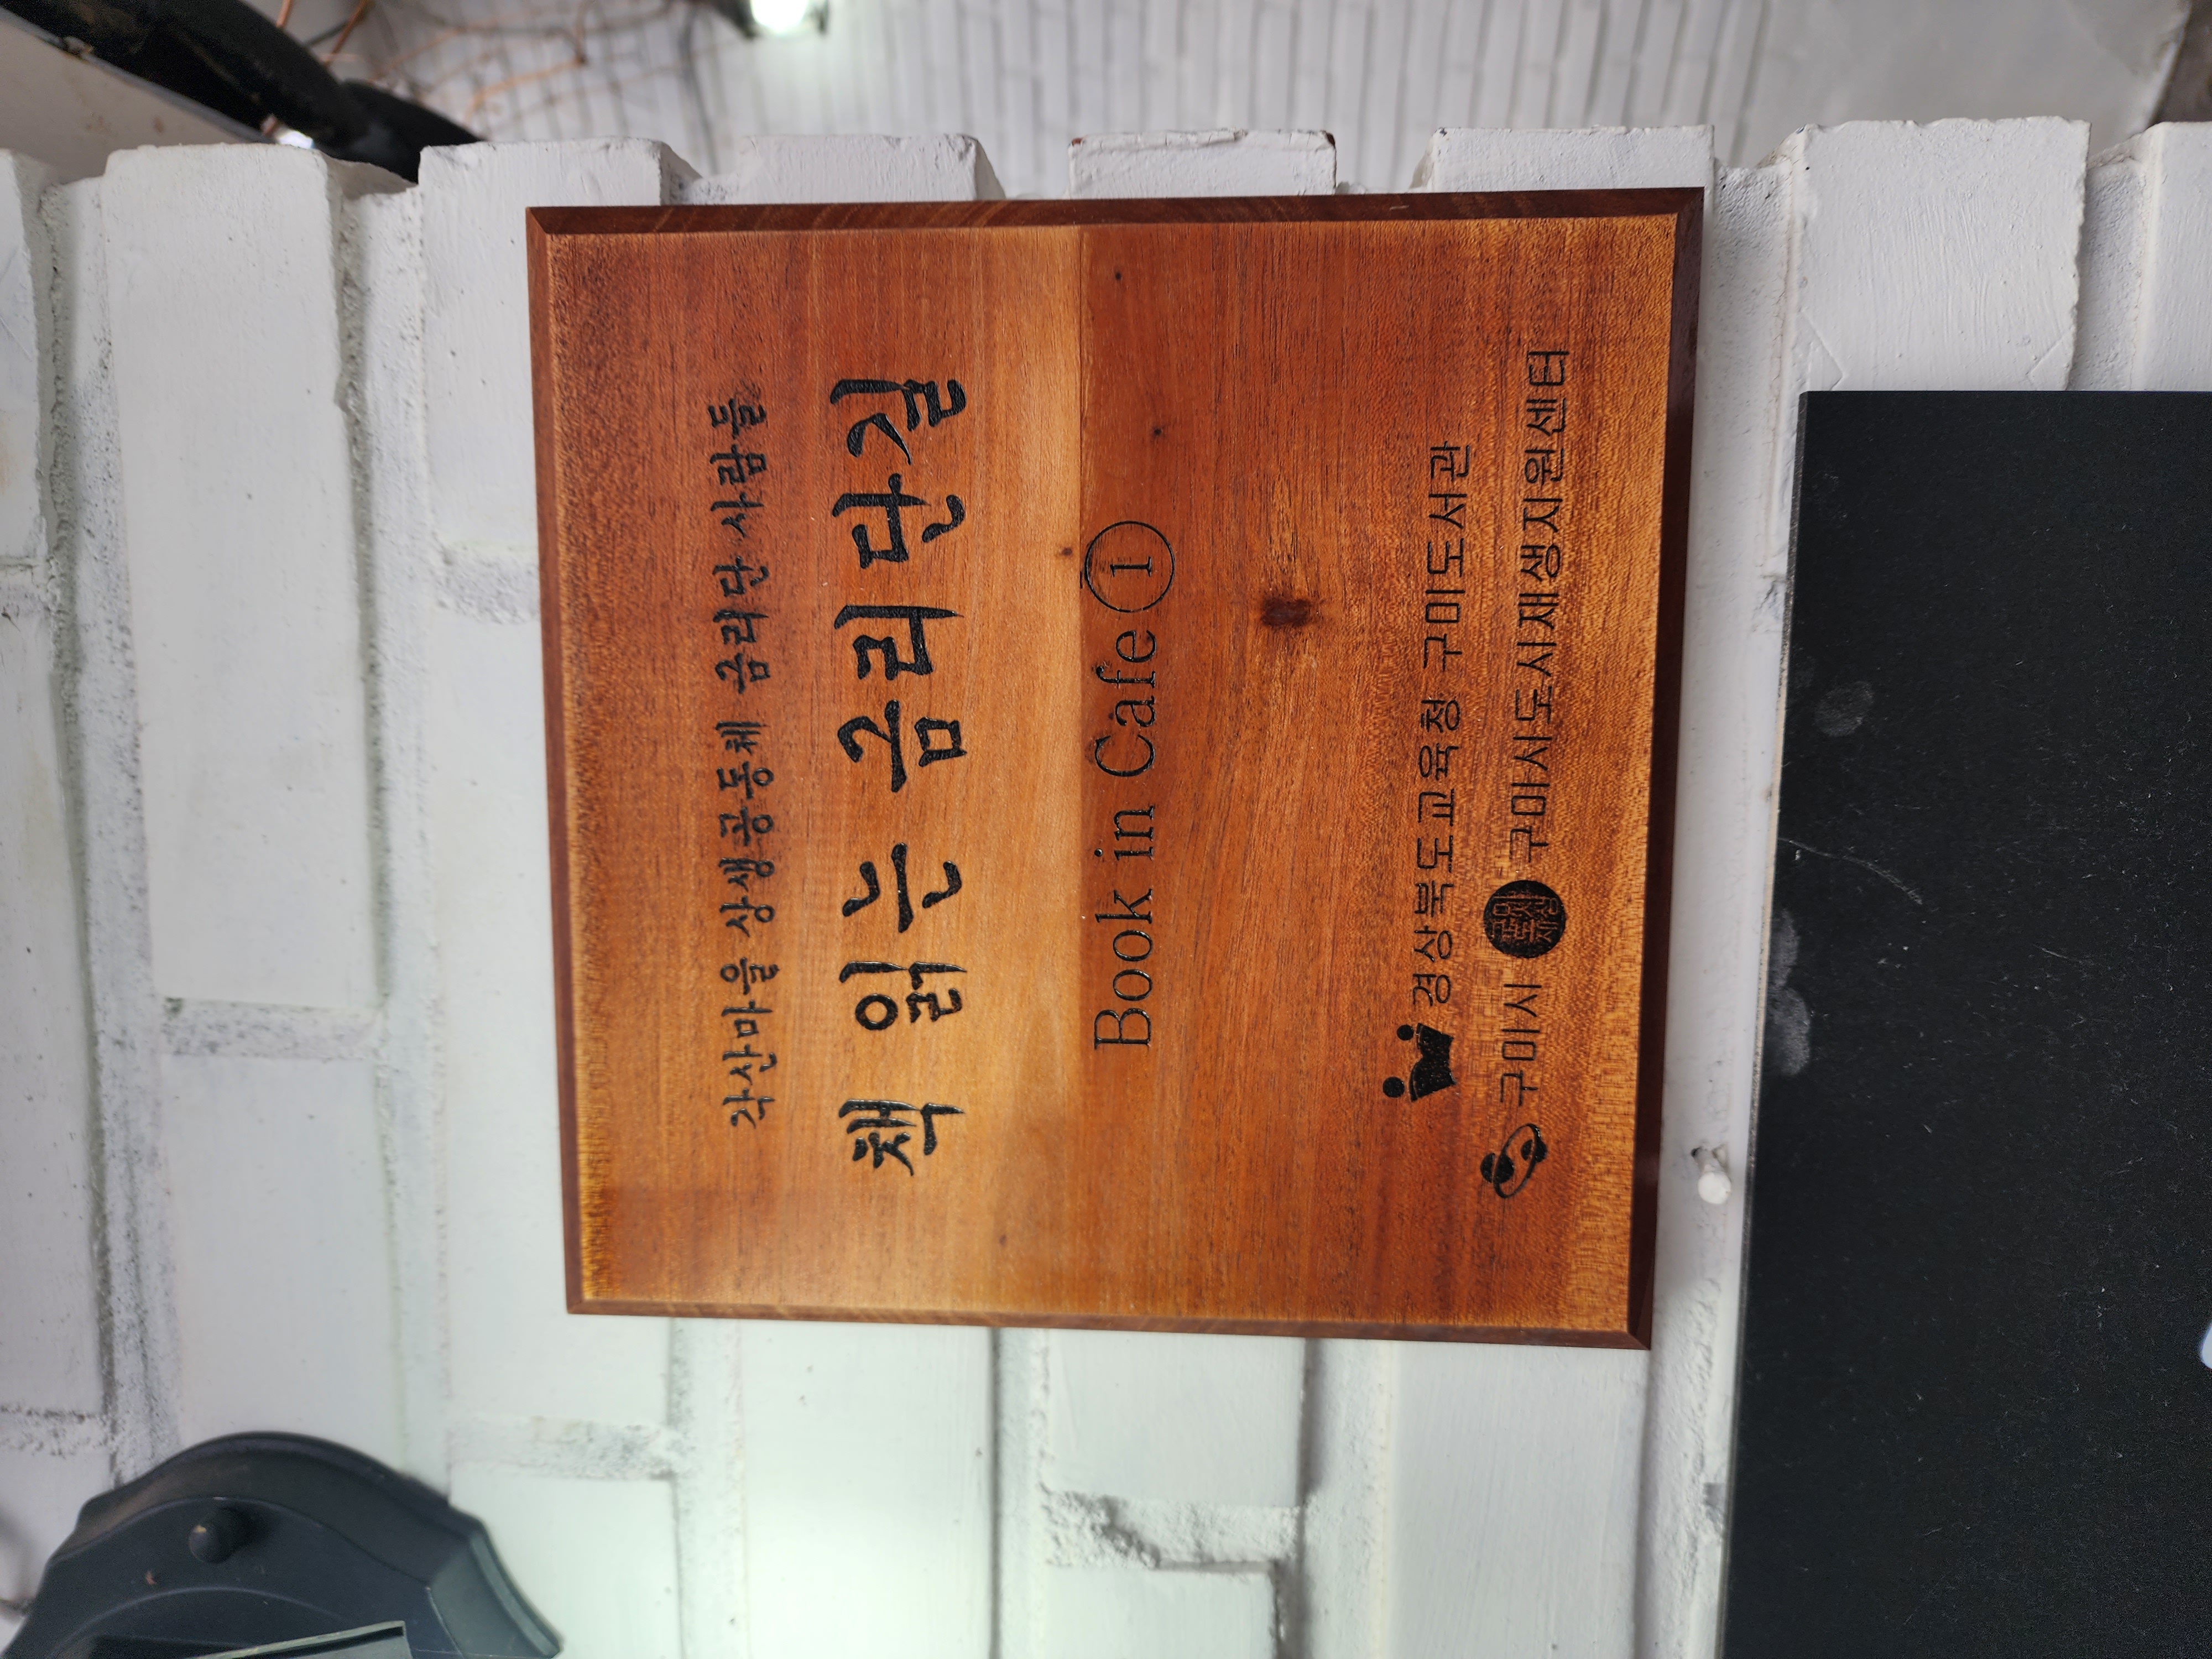 각산마을 상생공동체 금리단 사람들
책 읽는 금리단길
Book in Cafe ①
경상북도교육청 구미도서관
구미시 구미시도시재생지원센터